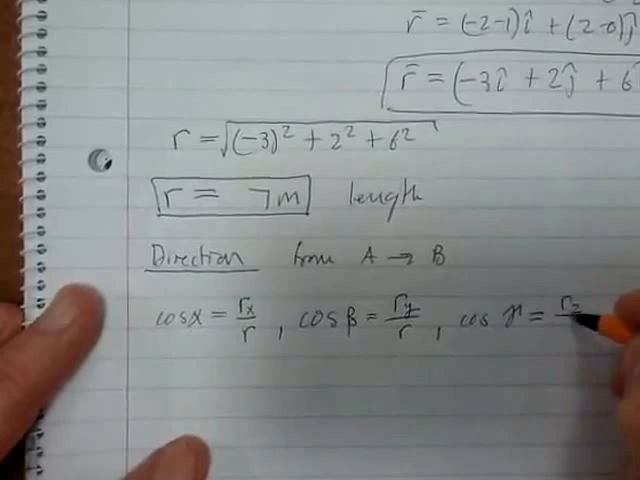 r̄ = (-2-1)î + (2-0)ĵ
r̄ = (-3î + 2ĵ + 6
r = √(-3)² + 2² + 6²
r = 7m length
Direction from A → B
cosα = rx/r , cos β = ry/r , cos γ = rz